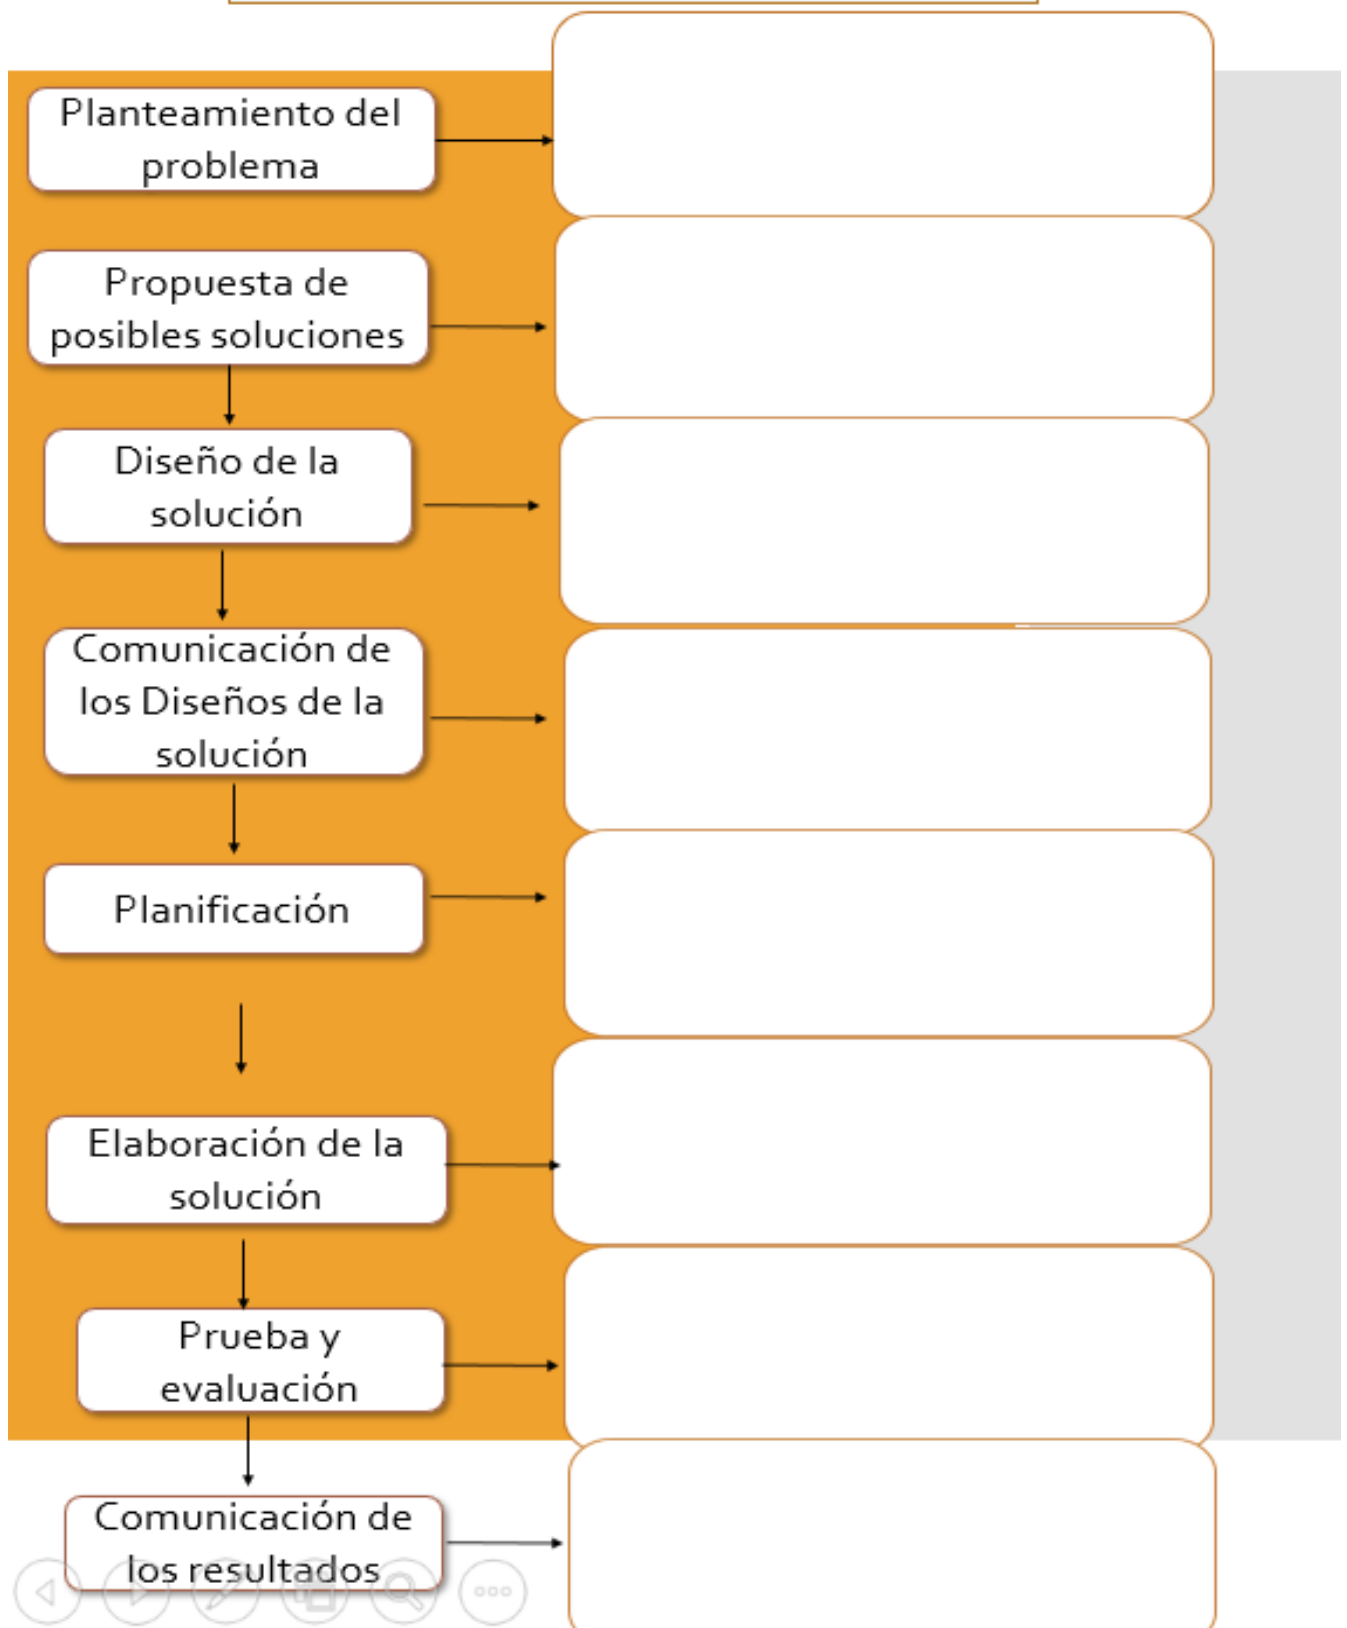 Planteamiento del
problema
Propuesta de
posibles soluciones
Diseño de la
solución
Comunicación de
los Diseños de la
solución
Planificación
Elaboración de la
solución
Prueba y
evaluación
Comunicación de
los resultados